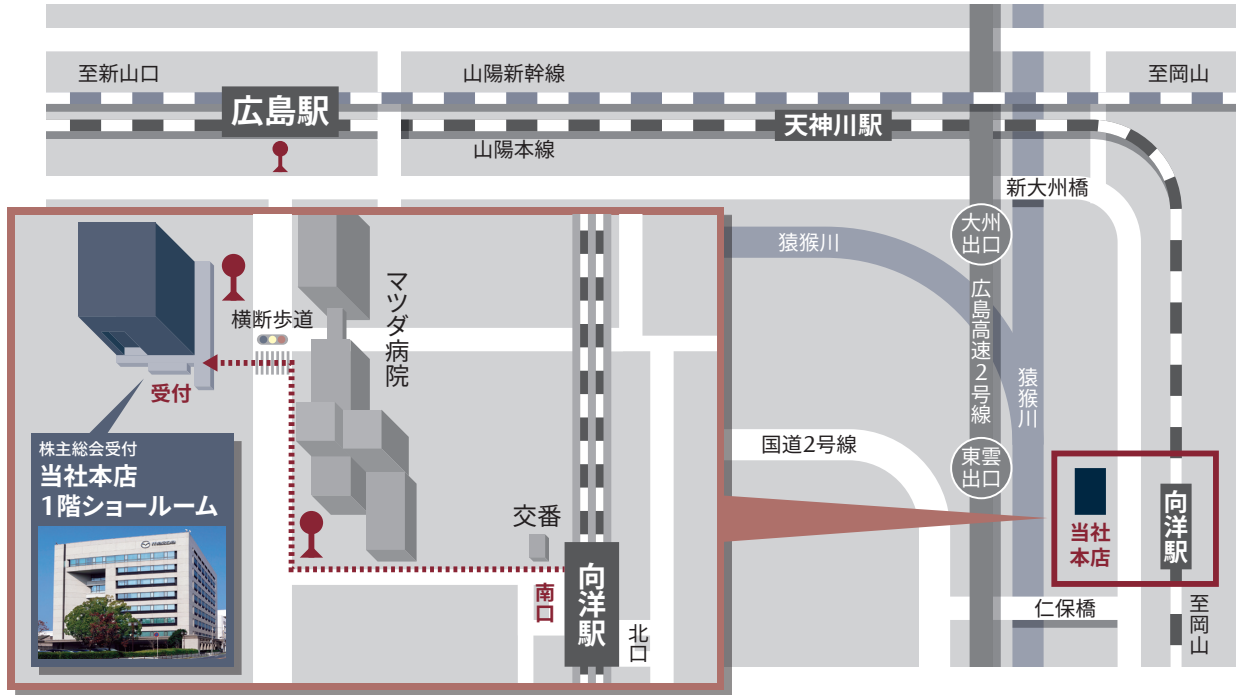 至新山口
山陽新幹線
至岡山
広島駅
天神川駅
山陽本線
新大州橋
大州
出口
猿猴川
広島高速2号線
猿猴川
国道2号線
東雲
出口
当社
本店
向洋駅
仁保橋
至岡山
マツダ病院
横断歩道
受付
株主総会受付
当社本店
1階ショールーム
交番
南口
向洋駅
北口